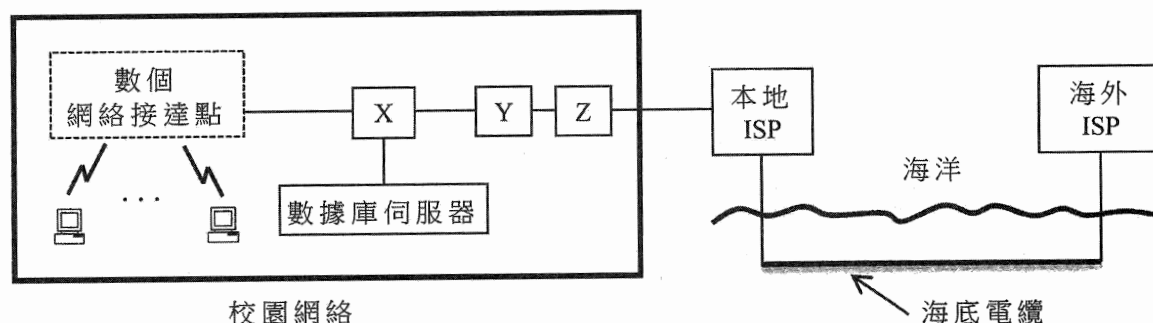 數個
網絡接達點
X
Y
Z
本地
ISP
海外
ISP
海洋
數據庫伺服器
...
校園網絡
海底電纜